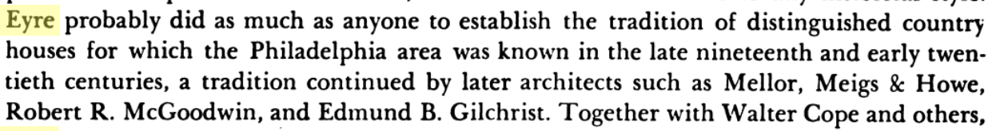 Eyre probably did as much as anyone to establish the tradition of distinguished country
houses for which the Philadelphia area was known in the late nineteenth and early twen-
tieth centuries, a tradition continued by later architects such as Mellor, Meigs & Howe,
Robert R. McGoodwin, and Edmund B. Gilchrist. Together with Walter Cope and others,